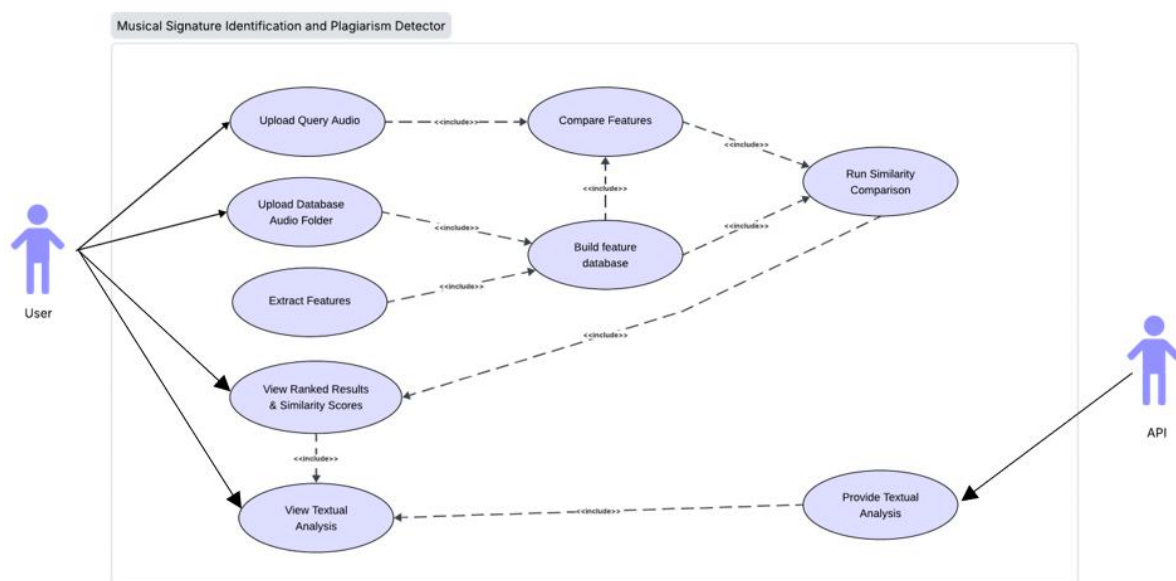 Musical Signature Identification and Plagiarism Detector
Upload Query Audio
<<include>>
Compare Features
<<include>>
Run Similarity
Comparison
<<include>>
Upload Database
Audio Folder
<<include>>
Build feature
database
<<include>>
Extract Features
<<include>>
User
<<include>>
View Ranked Results
& Similarity Scores
<<include>>
API
View Textual
Analysis
<<include>>
Provide Textual
Analysis